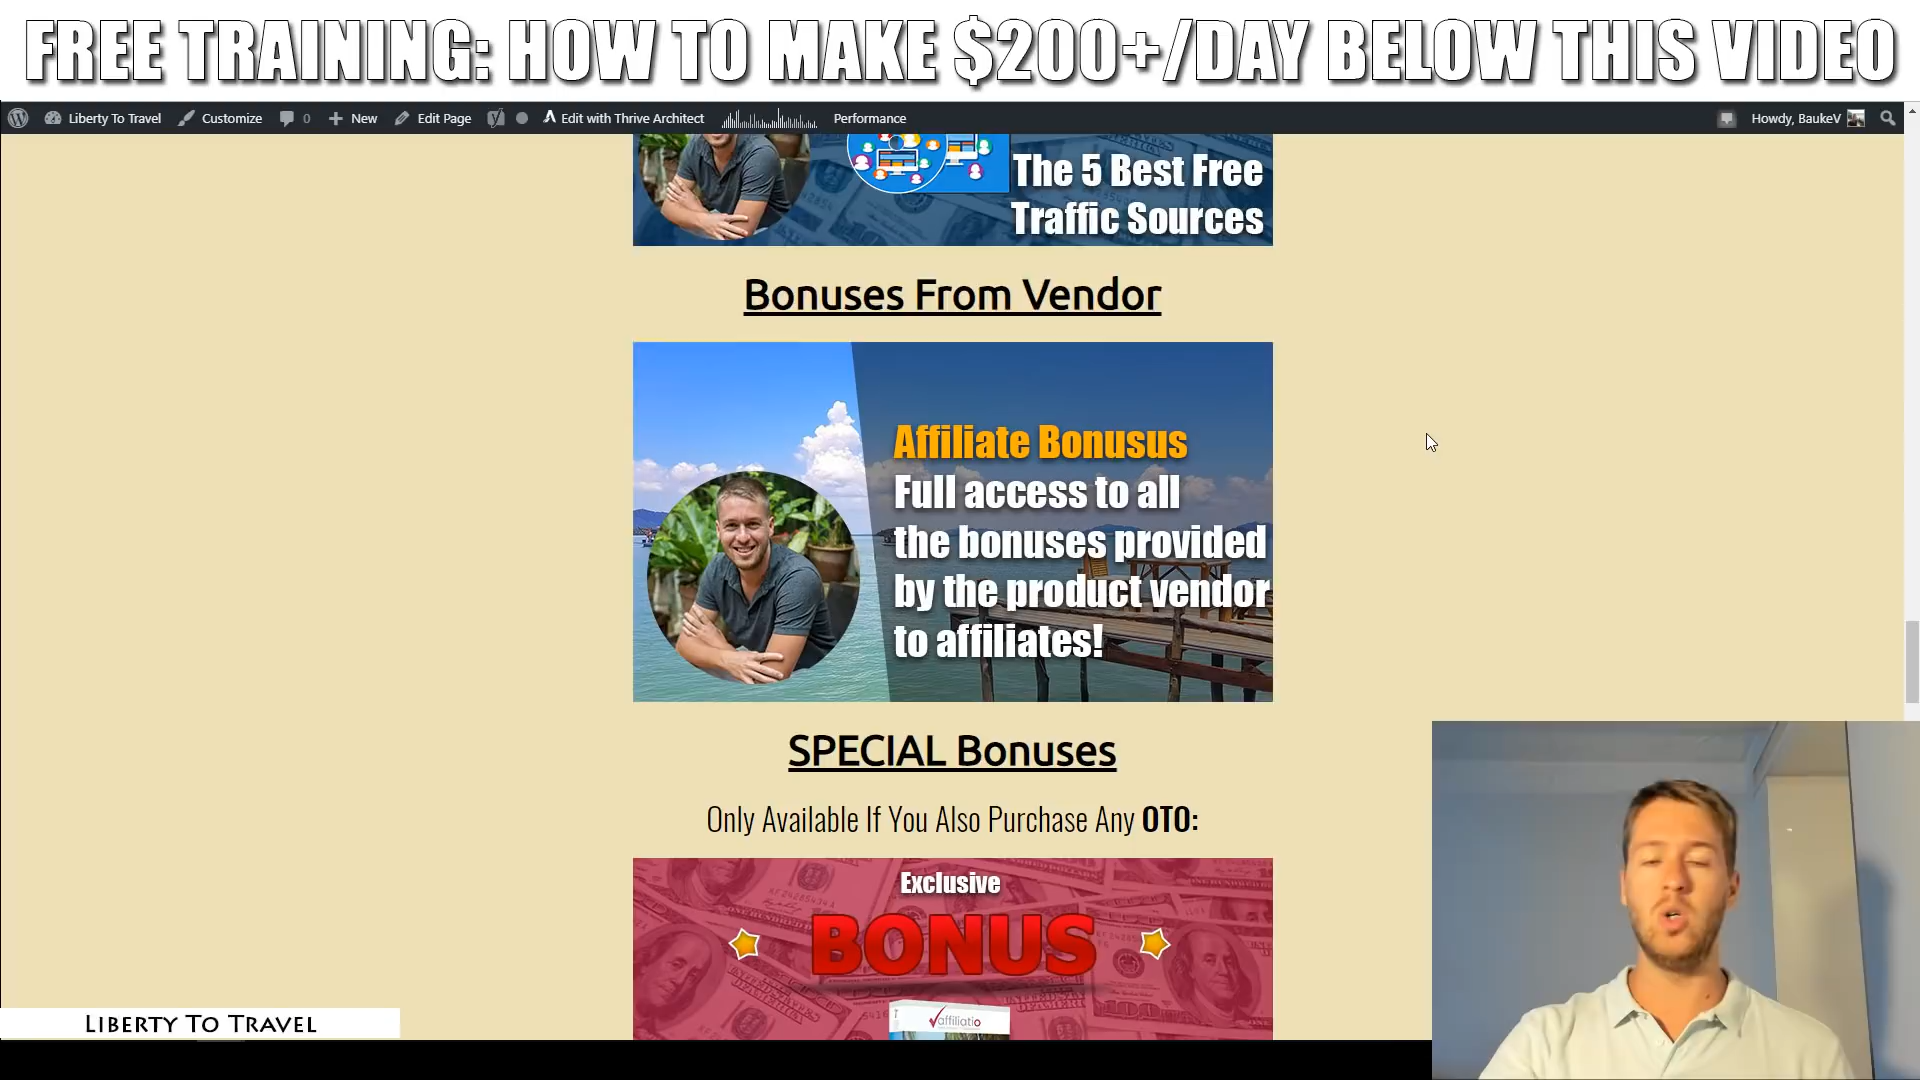 FREE TRAINING: HOW TO MAKE $200+/DAY BELOW THIS VIDEO
Liberty To Travel Customize 0 New Edit Page Edit with Thrive Architect Performance Howdy, BaukeV
The 5 Best Free
Traffic Sources
Bonuses From Vendor
Affiliate Bonusus
Full access to all
the bonuses provided
by the product vendor
to affiliates!
SPECIAL Bonuses
Only Available If You Also Purchase Any OTO:
Exclusive
BONUS
affiliatio
LIBERTY TO TRAVEL